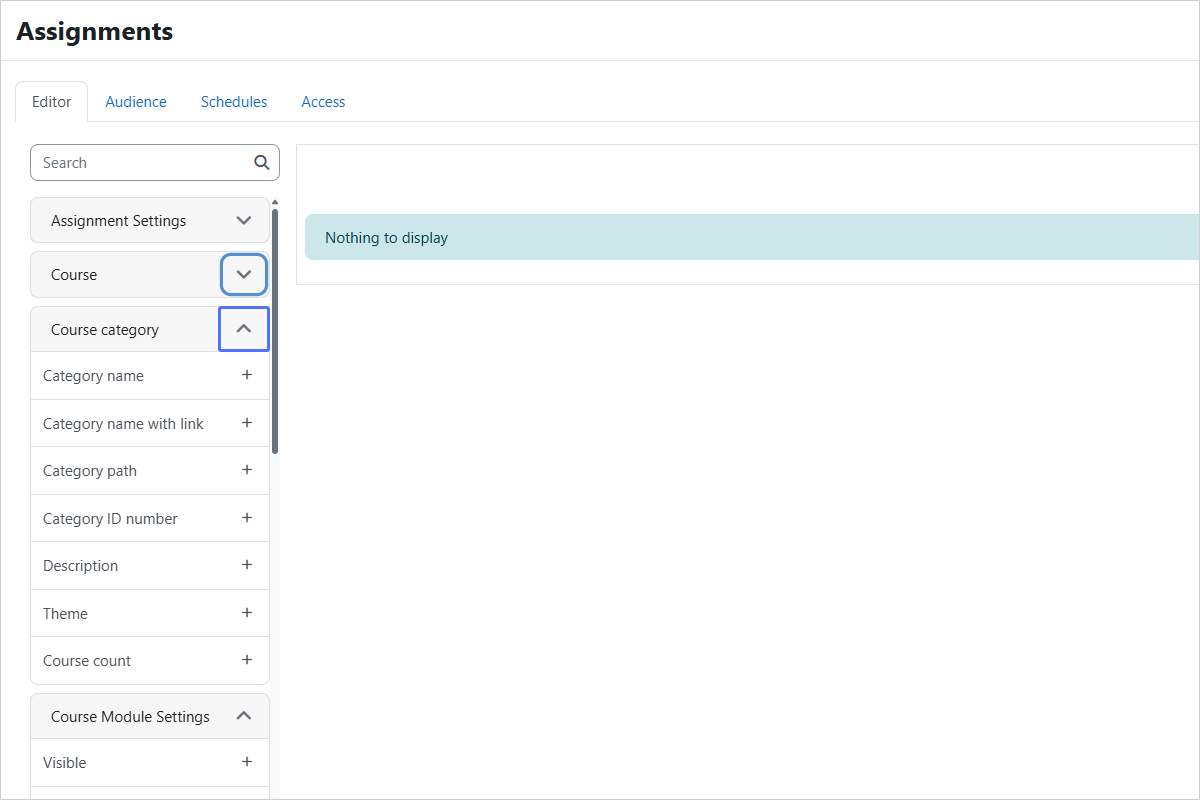 Assignments
Editor
Audience
Schedules
Access
Search
Assignment Settings
Course
Course category
Category name
Category name with link
Category path
Category ID number
Description
Theme
Course count
Course Module Settings
Visible
Nothing to display